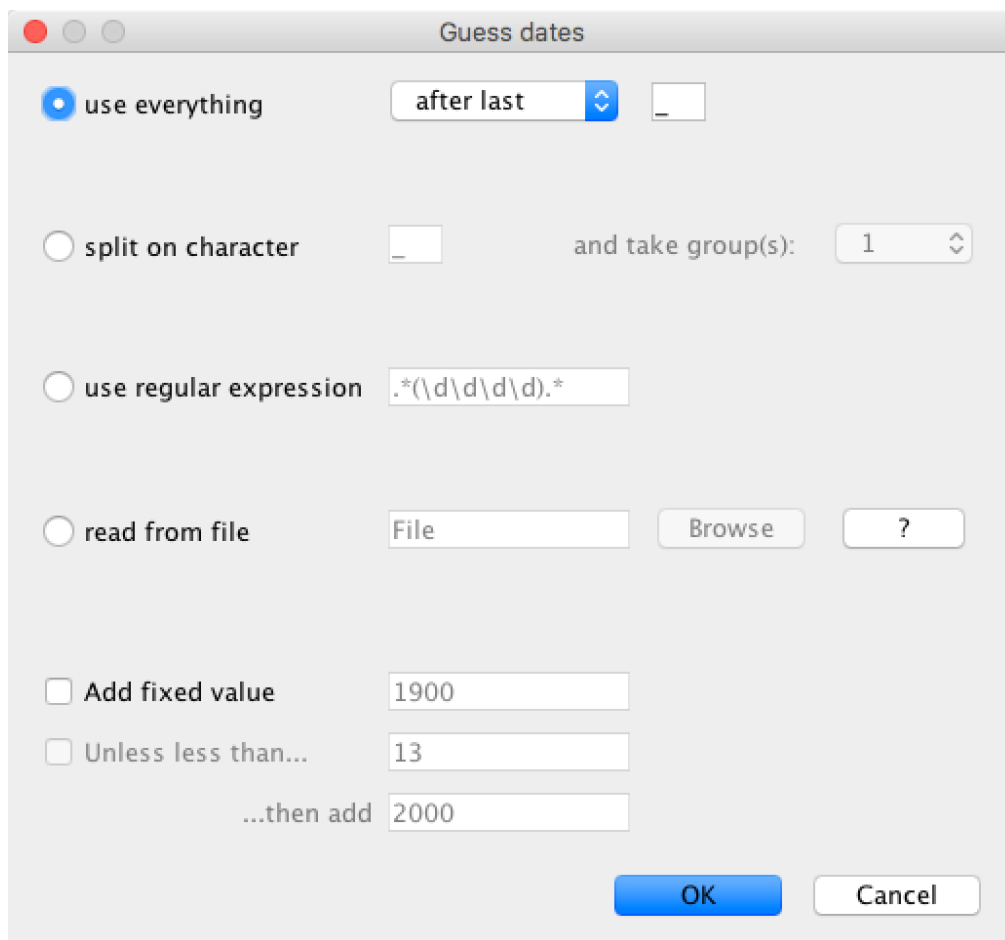 Guess dates
use everything after last _
split on character _ and take group(s): 1
use regular expression .*(\d\d\d\d).*
read from file File Browse ?
Add fixed value 1900
Unless less than... 13
...then add 2000
OK Cancel